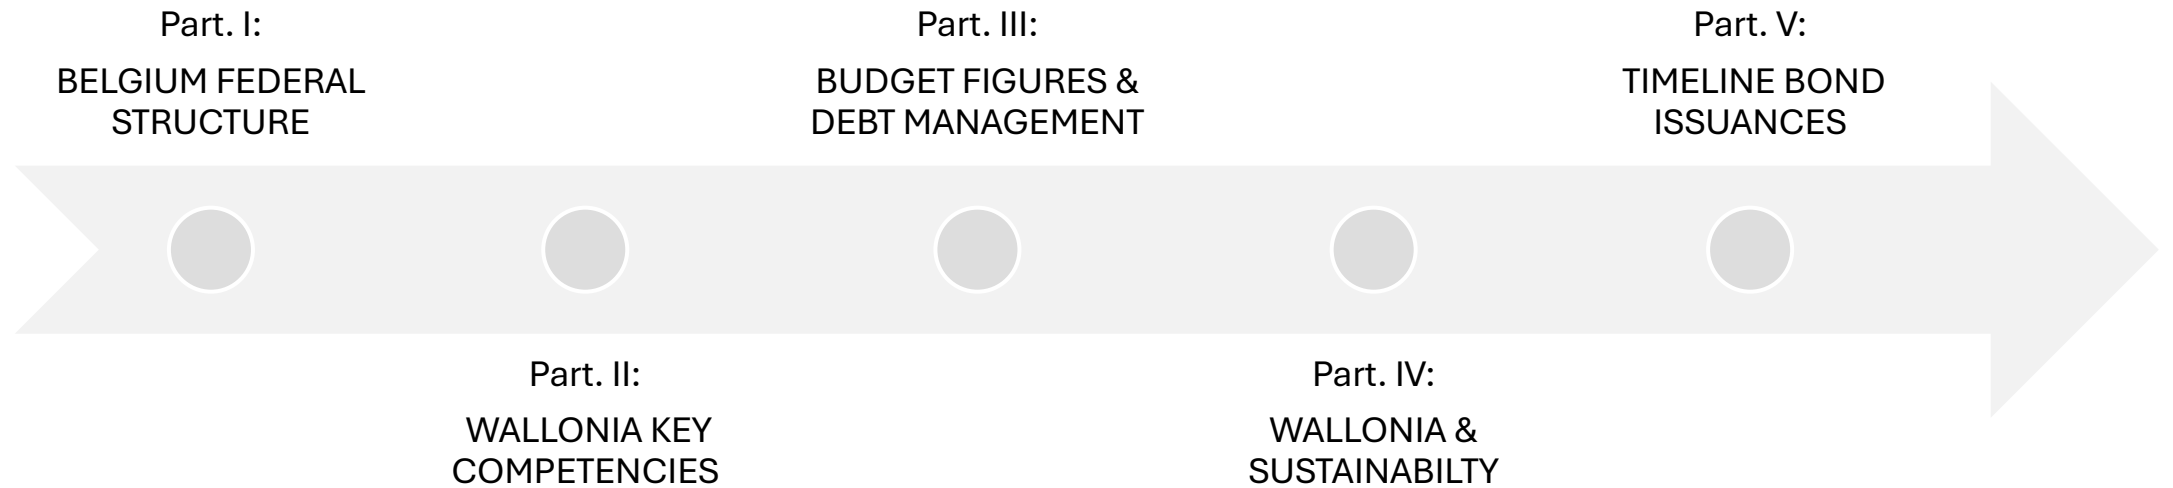 Part. I:
BELGIUM FEDERAL
STRUCTURE
Part. II:
WALLONIA KEY
COMPETENCIES
Part. III:
BUDGET FIGURES &
DEBT MANAGEMENT
Part. IV:
WALLONIA &
SUSTAINABILTY
Part. V:
TIMELINE BOND
ISSUANCES